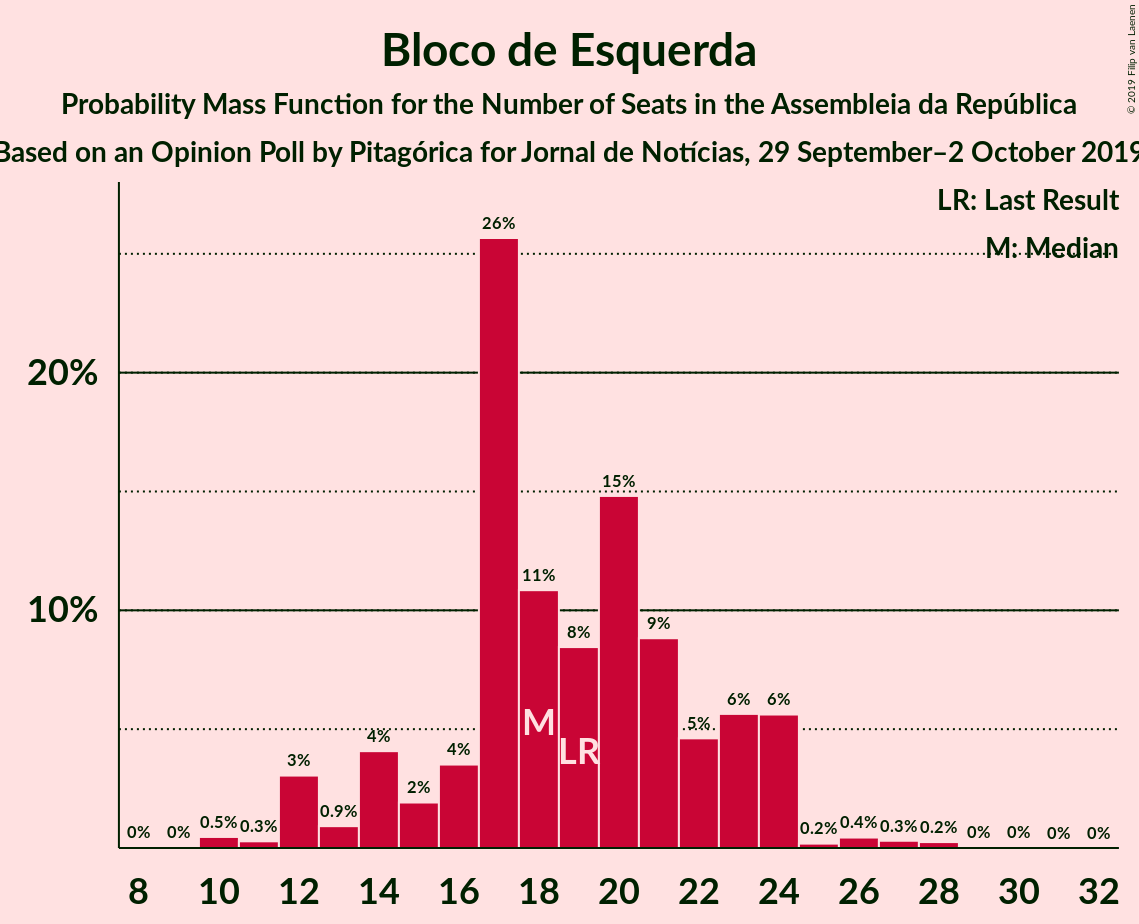 Bloco de Esquerda
Probability Mass Function for the Number of Seats in the Assembleia da República
Based on an Opinion Poll by Pitagórica for Jornal de Notícias, 29 September–2 October 2019
© 2019 Filip van Laenen
LR: Last Result
M: Median
26%
20%
15%
11%
10%
9%
8%
6% 6%
M
5%
4%
LR
4%
3%
2%
0.9%
0% 0% 0.5% 0.3% 0.2% 0.4% 0.3% 0.2% 0% 0% 0% 0%
8 10 12 14 16 18 20 22 24 26 28 30 32